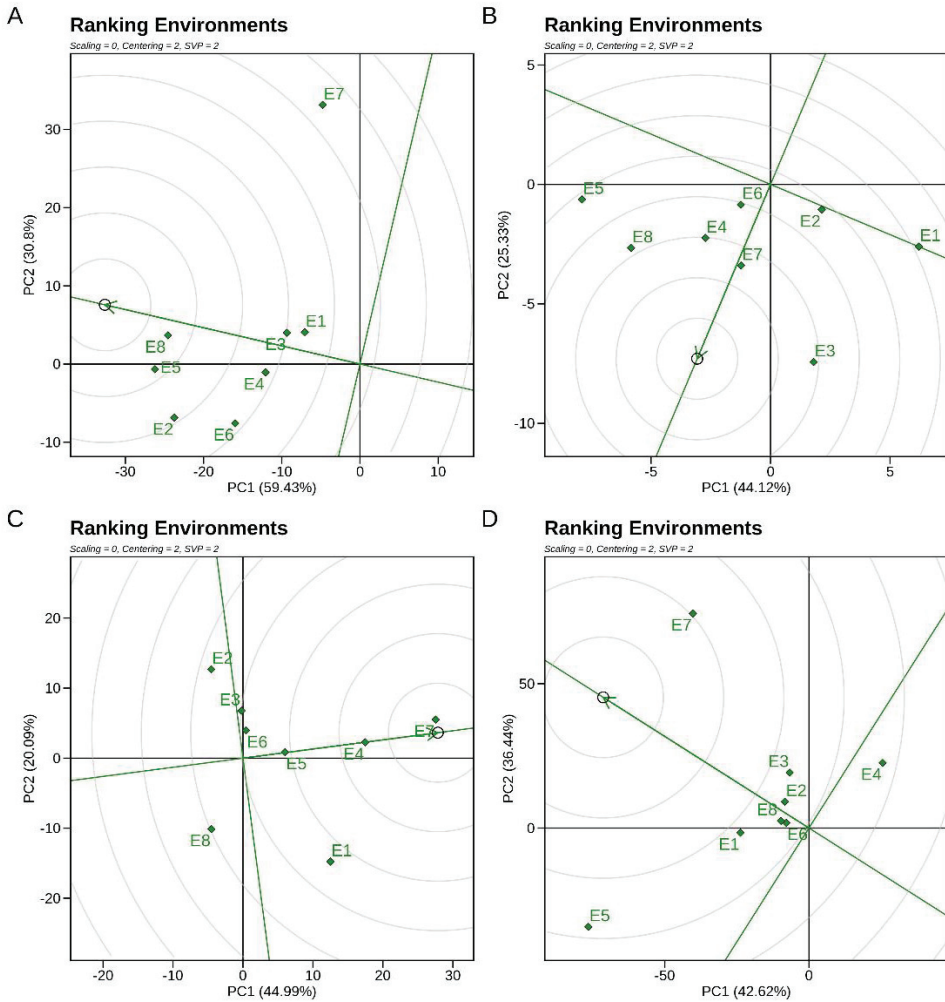 A
Ranking Environments
Scaling = 0, Centering = 2, SVP = 2
PC2 (30.8%)
30
20
10
0
-10
E7
E1
E3
E8
E5
E4
E2
E6
-30
-20
-10
0
10
PC1 (59.43%)
B
Ranking Environments
Scaling = 0, Centering = 2, SVP = 2
PC2 (25.33%)
5
0
-5
-10
E5
E6
E2
E4
E8
E1
E7
E3
-5
0
5
PC1 (44.12%)
C
Ranking Environments
Scaling = 0, Centering = 2, SVP = 2
PC2 (20.09%)
20
10
0
-10
-20
E2
E3
E6
E7
E4
E5
E8
E1
-20
-10
0
10
20
30
PC1 (44.99%)
D
Ranking Environments
Scaling = 0, Centering = 2, SVP = 2
PC2 (36.44%)
50
0
E7
E3
E4
E2
E8
E1
E6
E5
-50
0
PC1 (42.62%)